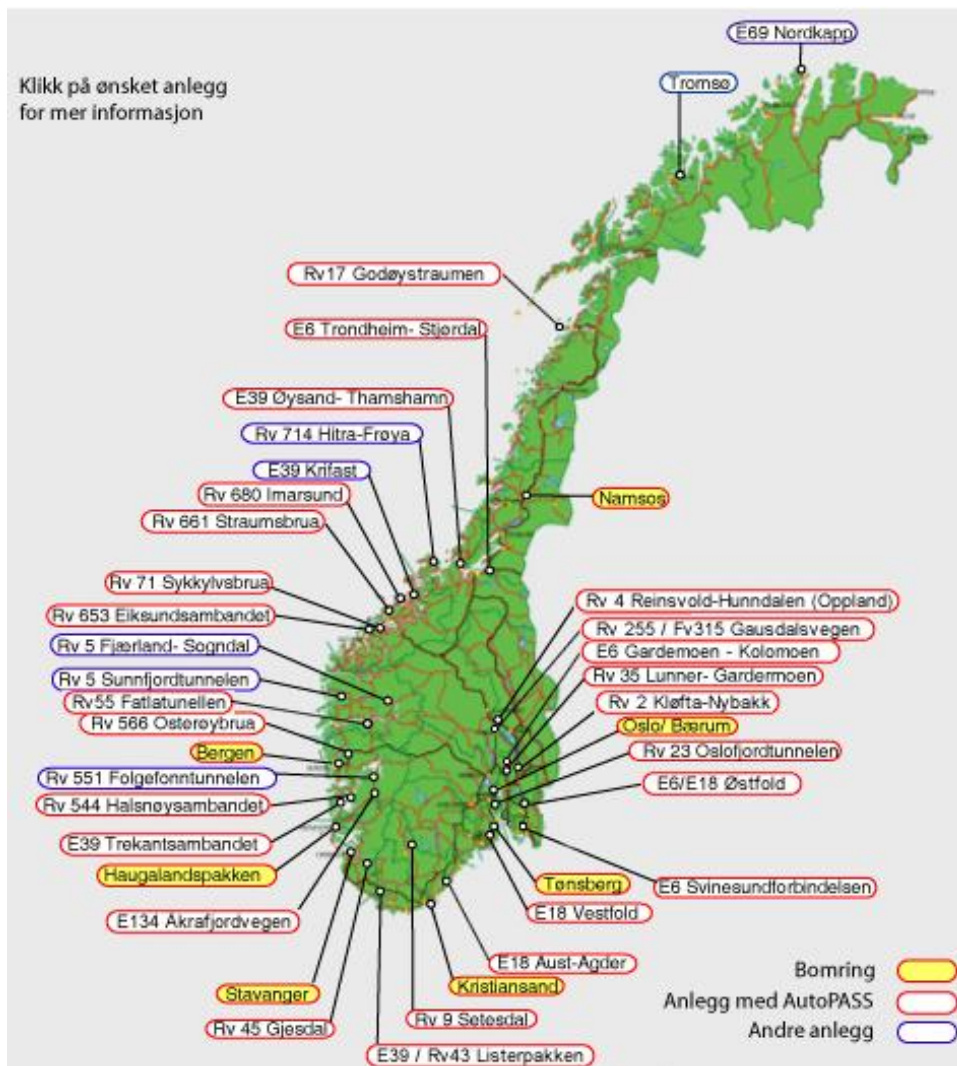 E69 Nordkapp
Klikk på ønsket anlegg
for mer informasjon
Tromsø
Rv17 Godøystraumen
E6 Trondheim- Stjørdal
E39 Øysand- Thamshamn
Rv 714 Hitra-Frøya
E39 Krifast
Rv 680 Imarsund
Namsos
Rv 661 Straumsbrua
Rv 71 Sykkylvsbrua
Rv 4 Reinsvold-Hunndalen (Oppland)
Rv 653 Eiksundsambandet
Rv 255 / Fv315 Gausdalsvegen
Rv 5 Fjærland- Sogndal
E6 Gardemoen - Kolomoen
Rv 5 Sunnfjordtunnelen
Rv 35 Lunner- Gardermoen
Rv55 Fatlatunellen
Rv 2 Kløfta-Nybakk
Rv 566 Osterøybrua
Oslo/ Bærum
Bergen
Rv 23 Oslofjordtunnelen
Rv 551 Folgefonntunnelen
E6/E18 Østfold
Rv 544 Halsnøysambandet
E39 Trekantsambandet
Haugalandspakken
Tønsberg
E6 Svinesundforbindelsen
E134 Akrafjordvegen
E18 Vestfold
E18 Aust-Agder
Bomring
Stavanger
Kristiansand
Anlegg med AutoPASS
Rv 45 Gjesdal
Rv 9 Setesdal
Andre anlegg
E39 / Rv43 Listerpakken